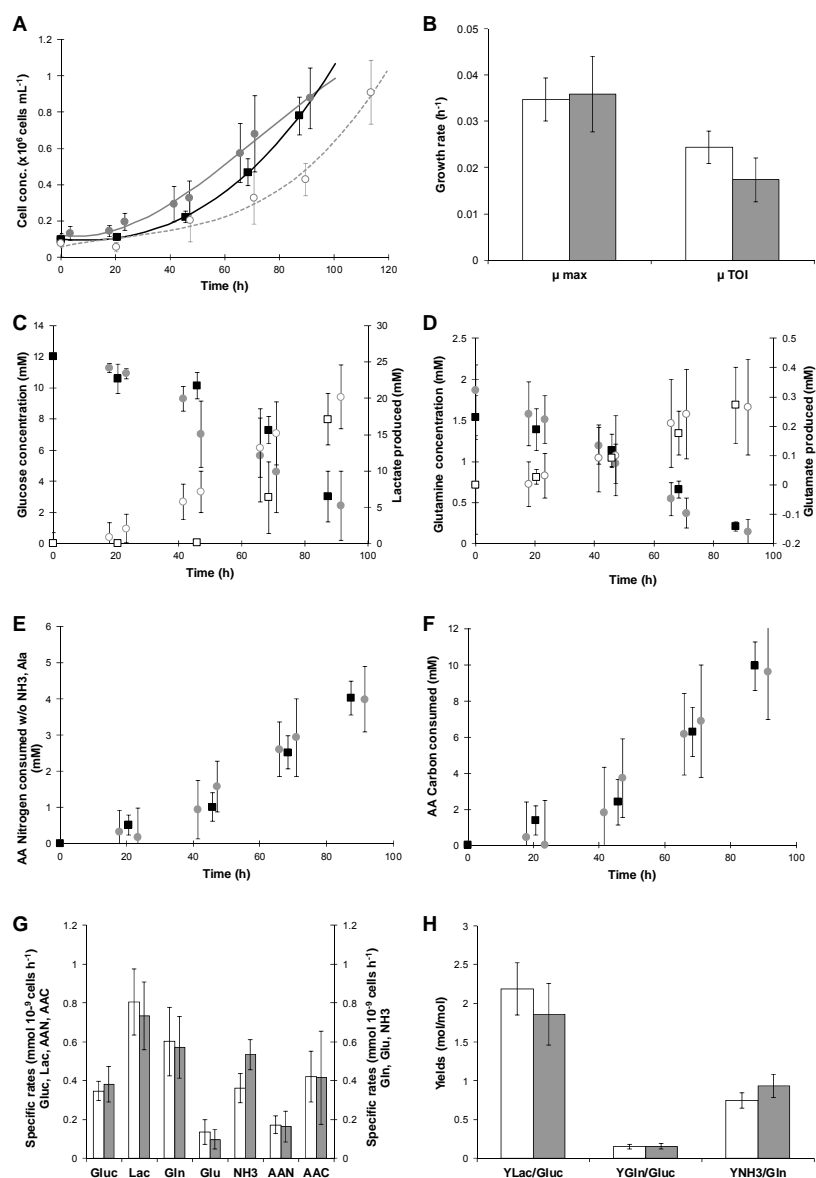 A
Cell conc. (x10⁶ cells mL⁻¹)
1.2
1
0.8
0.6
0.4
0.2
0
0 20 40 60 80 100 120
Time (h)
B
Growth rate (h⁻¹)
0.05
0.04
0.03
0.02
0.01
0
µ max µ TOI
C
Glucose concentration (mM)
14
12
10
8
6
4
2
0
30
25
20
15
10
5
0
Lactate produced (mM)
0 20 40 60 80 100
Time (h)
D
Glutamine concentration (mM)
2.5
2
1.5
1
0.5
0
0.5
0.4
0.3
0.2
0.1
0
-0.1
-0.2
Glutamate produced (mM)
0 20 40 60 80 100
Time (h)
E
AA Nitrogen consumed w/o NH3, Ala
(mM)
6
5
4
3
2
1
0
0 20 40 60 80 100
Time (h)
F
AA Carbon consumed (mM)
12
10
8
6
4
2
0
0 20 40 60 80 100
Time (h)
G
Specific rates (mmol 10⁻⁹ cells h⁻¹)
Gluc, Lac, AAN, AAC
1.2
1
0.8
0.6
0.4
0.2
0
1.2
1
0.8
0.6
0.4
0.2
0
Specific rates (mmol 10⁻⁹ cells h⁻¹)
Gln, Glu, NH3
Gluc Lac Gln Glu NH3 AAN AAC
H
Yields (mol/mol)
3
2.5
2
1.5
1
0.5
0
YLac/Gluc YGln/Gluc YNH3/Gln